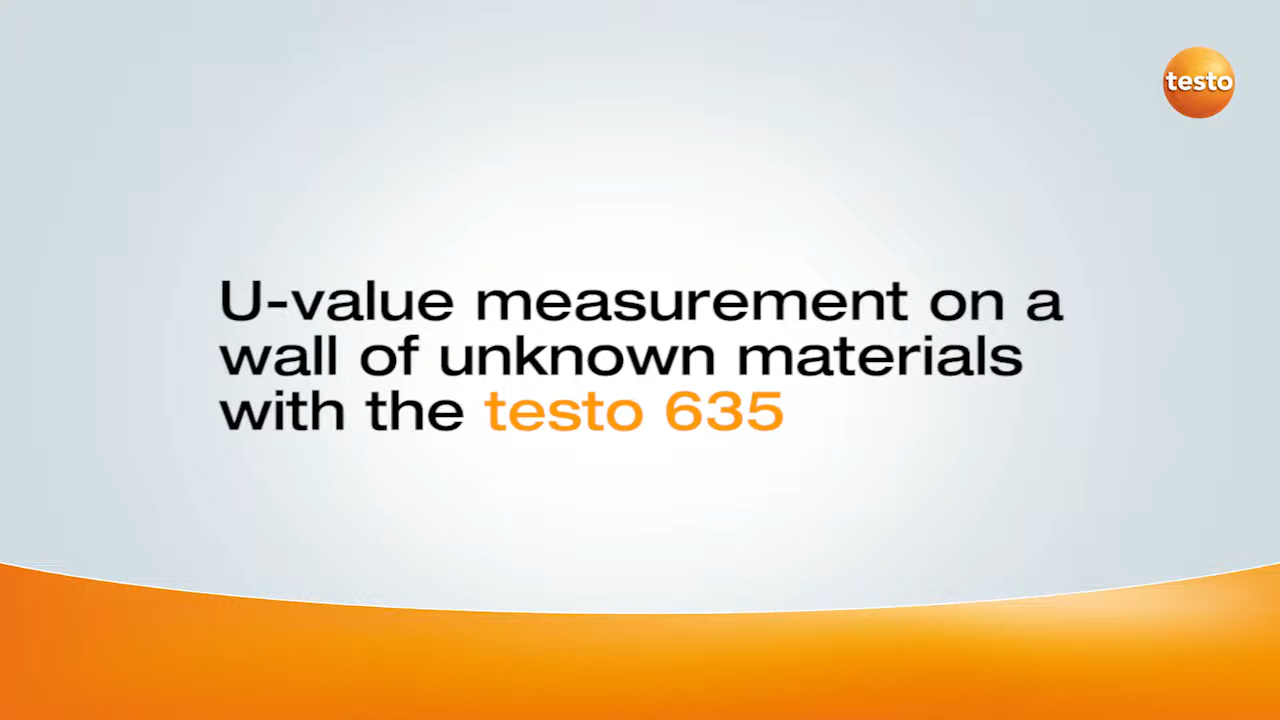 testo
U-value measurement on a
wall of unknown materials
with the testo 635